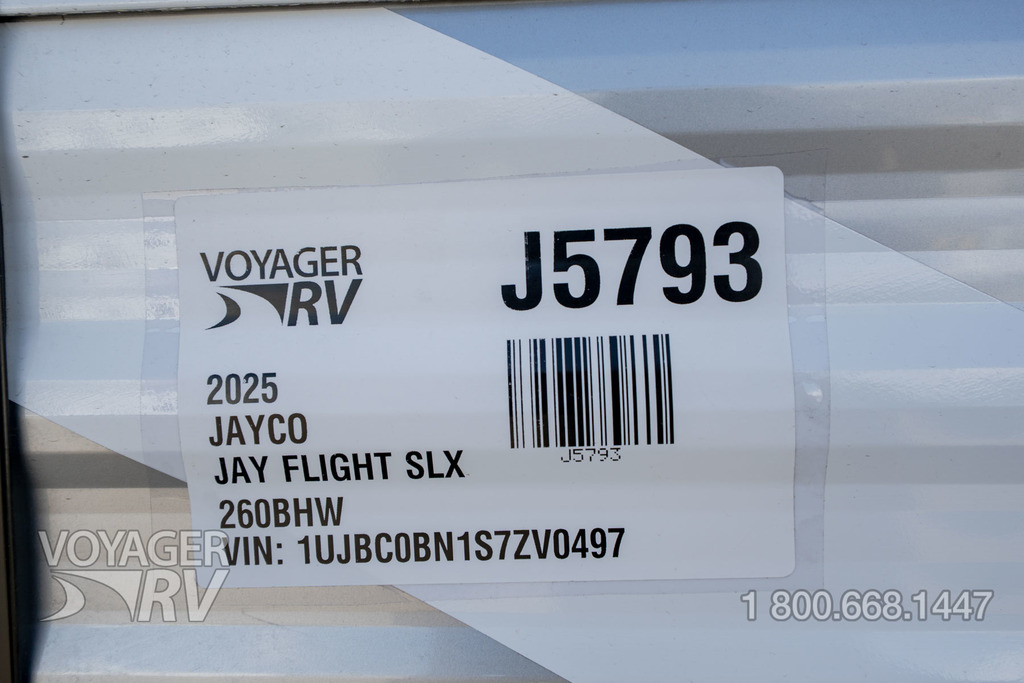 VOYAGER
RV
J5793
J5793
2025
JAYCO
JAY FLIGHT SLX
260BHW
VIN: 1UJBC0BN1S7ZV0497
VOYAGER
RV
1 800.668.1447